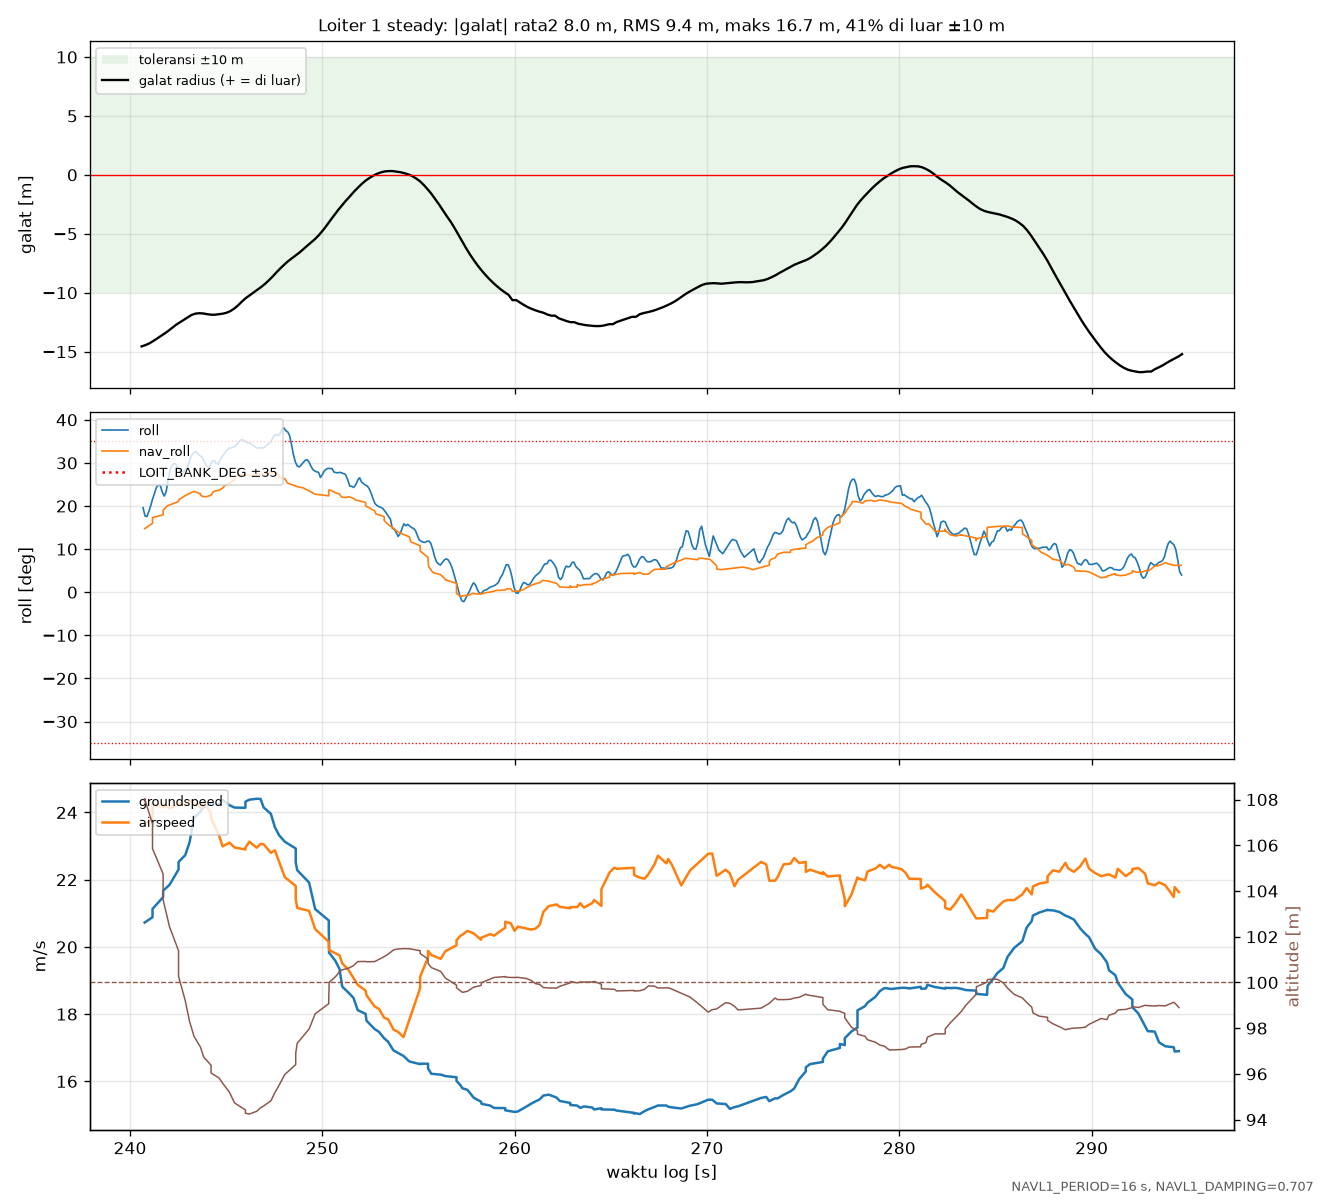 Loiter 1 steady: |galat| rata2 8.0 m, RMS 9.4 m, maks 16.7 m, 41% di luar ±10 m
toleransi ±10 m
galat radius (+ = di luar)
10
5
0
−5
−10
−15
galat [m]
roll
nav_roll
LOIT_BANK_DEG ±35
40
30
20
10
0
−10
−20
−30
roll [deg]
groundspeed
airspeed
24
22
20
18
16
m/s
108
106
104
102
100
98
96
94
altitude [m]
240 250 260 270 280 290
waktu log [s]
NAVL1_PERIOD=16 s, NAVL1_DAMPING=0.707